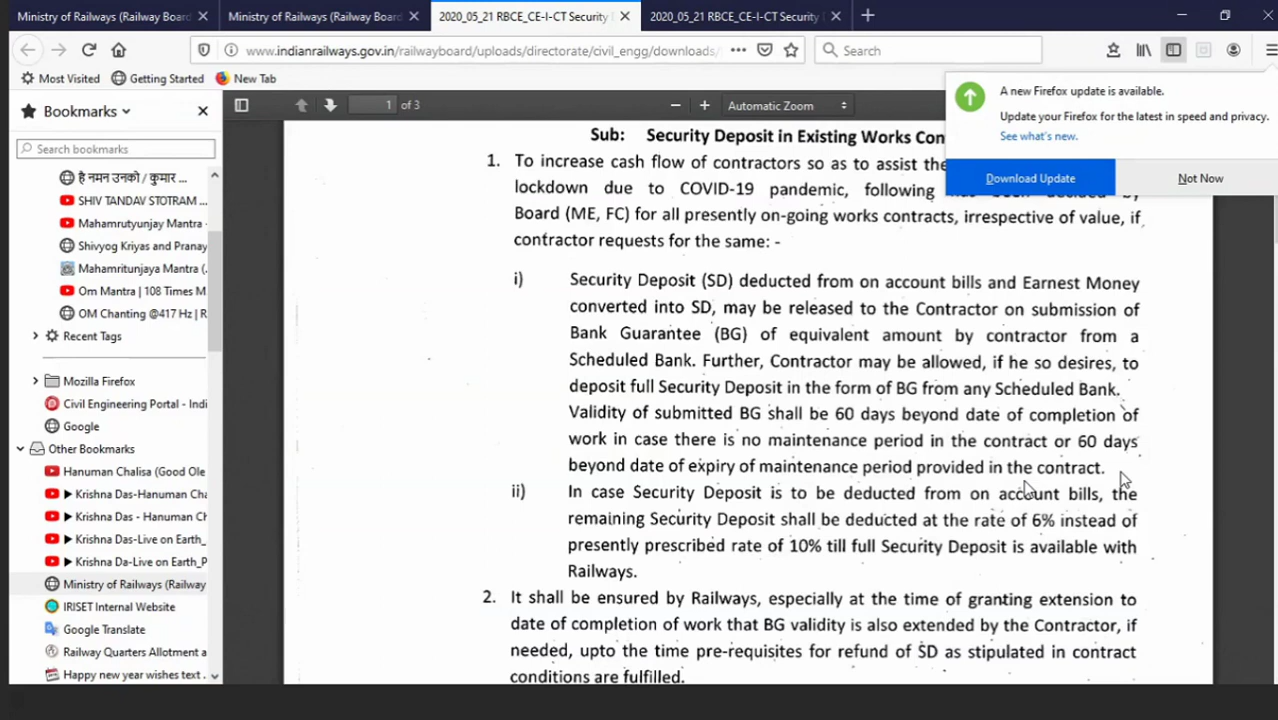 Ministry of Railways (Railway Board
Ministry of Railways (Railway Board
2020_05_21 RBCE_CE-I-CT Security
2020_05_21 RBCE_CE-I-CT Security
www.indianrailways.gov.in/railwayboard/uploads/directorate/civil_engg/downloads/
Search
Most Visited
Getting Started
New Tab
A new Firefox update is available.
Update your Firefox for the latest in speed and privacy.
See what's new.
Download Update
Not Now
Bookmarks
Search bookmarks
है नमन उनको / कुमार ...
SHIV TANDAV STOTRAM ...
Mahamrutyunjay Mantra -
Shivyog Kriyas and Pranay
Mahamritunjaya Mantra (
Om Mantra | 108 Times M
OM Chanting @417 Hz | R
Recent Tags
Mozilla Firefox
Civil Engineering Portal - Indi
Google
Other Bookmarks
Hanuman Chalisa (Good Ole
Krishna Das-Hanuman Cha
Krishna Das - Hanuman Ch
Krishna Das-Live on Earth_
Krishna Da-Live on Earth_P
Ministry of Railways (Railway
IRISET Internal Website
Google Translate
Railway Quarters Allotment a
Happy new year wishes text ...
1 of 3
Automatic Zoom
Sub: Security Deposit in Existing Works Con
1. To increase cash flow of contractors so as to assist the
lockdown due to COVID-19 pandemic, following has been decided by
Board (ME, FC) for all presently on-going works contracts, irrespective of value, if
contractor requests for the same: -
i) Security Deposit (SD) deducted from on account bills and Earnest Money
converted into SD, may be released to the Contractor on submission of
Bank Guarantee (BG) of equivalent amount by contractor from a
Scheduled Bank. Further, Contractor may be allowed, if he so desires, to
deposit full Security Deposit in the form of BG from any Scheduled Bank.
Validity of submitted BG shall be 60 days beyond date of completion of
work in case there is no maintenance period in the contract or 60 days
beyond date of expiry of maintenance period provided in the contract.
ii) In case Security Deposit is to be deducted from on account bills, the
remaining Security Deposit shall be deducted at the rate of 6% instead of
presently prescribed rate of 10% till full Security Deposit is available with
Railways.
2. It shall be ensured by Railways, especially at the time of granting extension to
date of completion of work that BG validity is also extended by the Contractor, if
needed, upto the time pre-requisites for refund of SD as stipulated in contract
conditions are fulfilled.